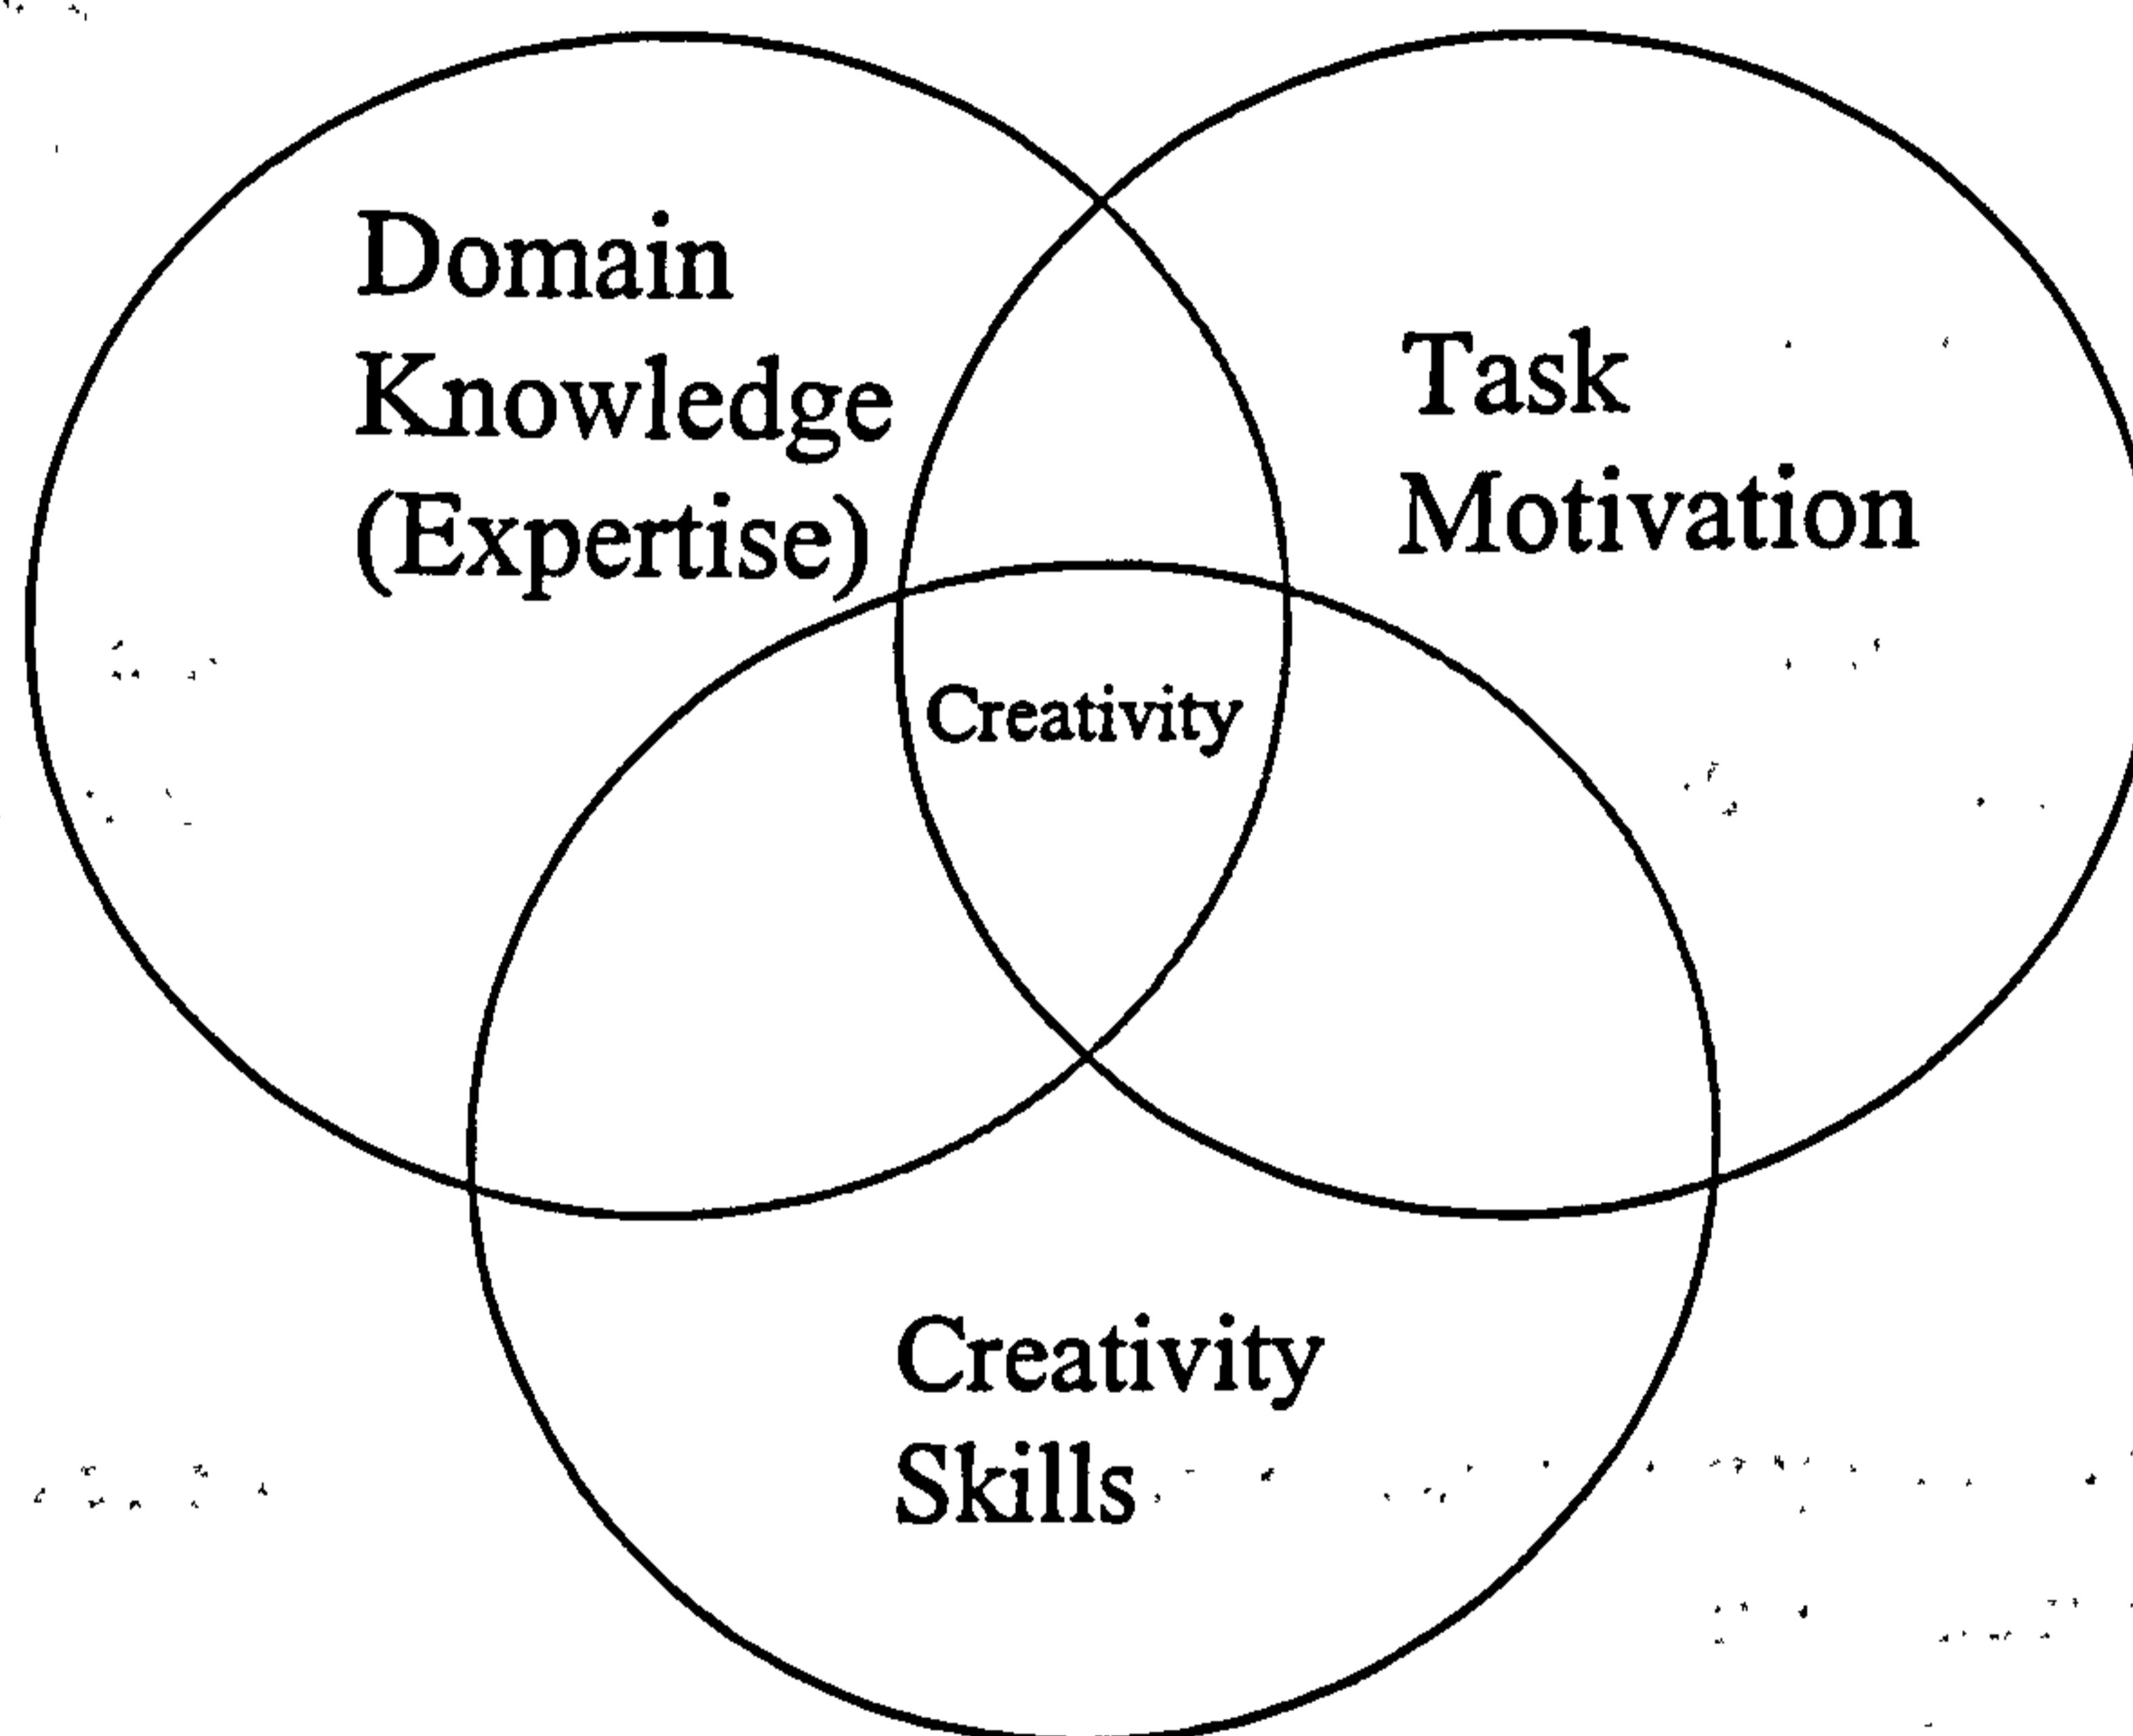 Domain
Knowledge
(Expertise)
Task
Motivation
Creativity
Creativity
Skills